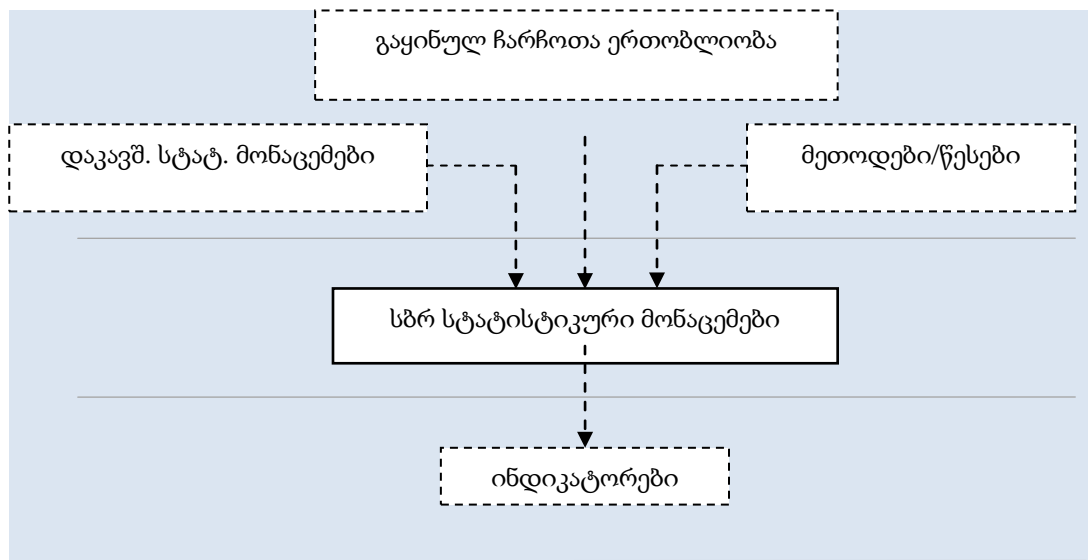 გაყინულ ჩარჩოთა ერთობლიობა
დაკავშ. სტატ. მონაცემები
მეთოდები/წესები
სბრ სტატისტიკური მონაცემები
ინდიკატორები